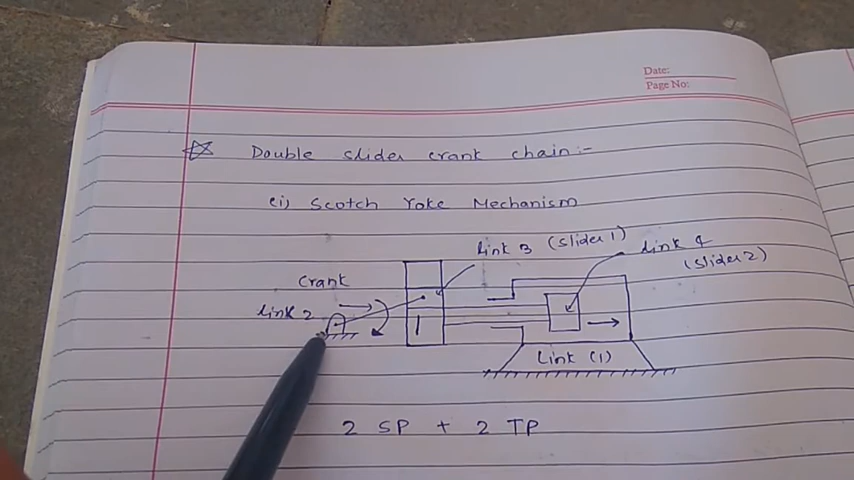 Date:
Page No:
Double slider crank chain:-
(i) Scotch Yoke Mechanism
Link 3 (Slider 1)
Link 4
(Slider 2)
Crank
link 2
Link (1)
2 SP + 2 TP